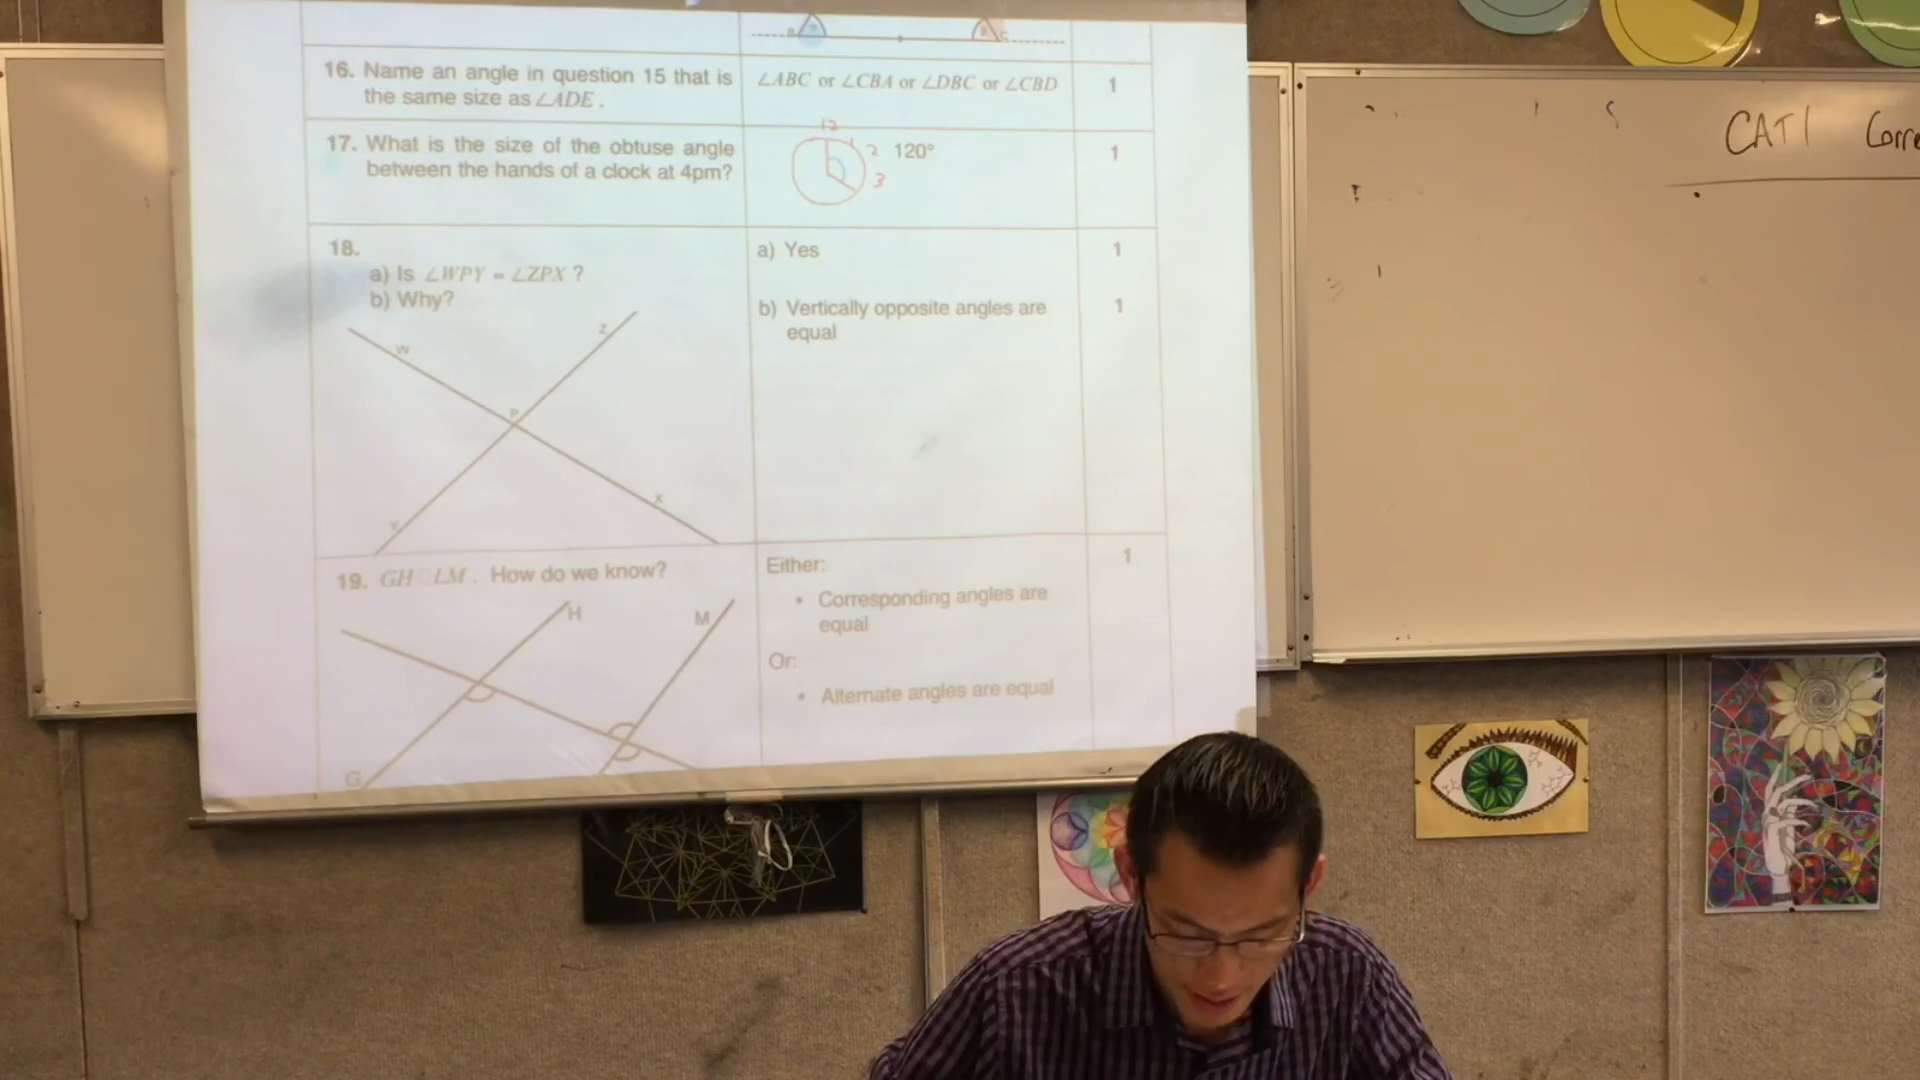 B
C
16. Name an angle in question 15 that is
the same size as ∠ADE .
∠ABC or ∠CBA or ∠DBC or ∠CBD
1
17. What is the size of the obtuse angle
between the hands of a clock at 4pm?
12
1
2
3
120°
1
18.
a) Is ∠WPY = ∠ZPX ?
b) Why?
W
Z
P
X
Y
a) Yes
1
b) Vertically opposite angles are
equal
1
19. GH□LM . How do we know?
H
M
G
Either:
• Corresponding angles are
equal
Or:
• Alternate angles are equal
1
CAT1 Corre